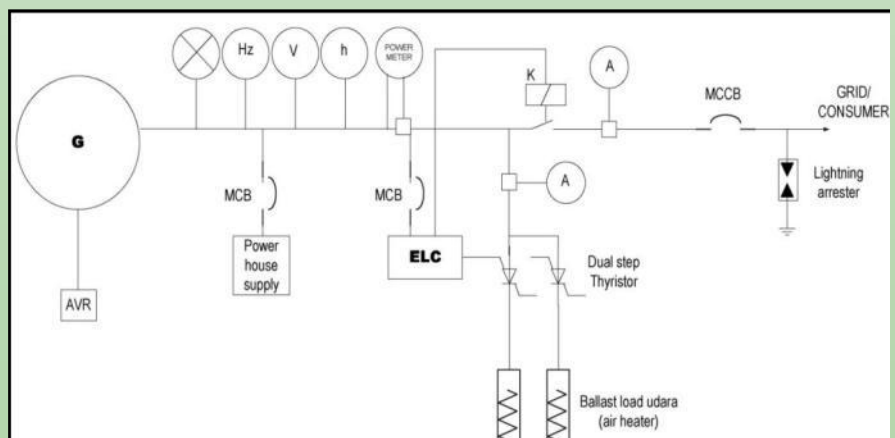 Hz
V
h
POWER
METER
A
K
MCCB
GRID/
CONSUMER
G
MCB
MCB
A
Lightning
arrester
Power
house
supply
ELC
Dual step
Thyristor
AVR
Ballast load udara
(air heater)